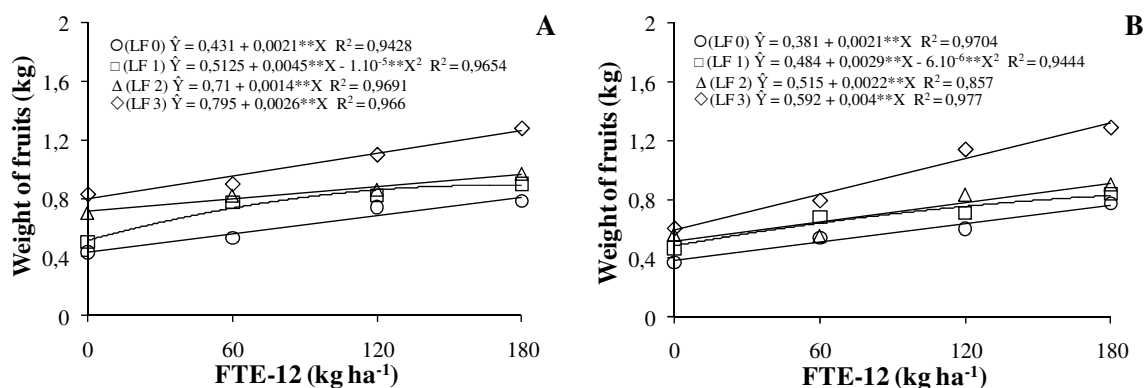 A
2
○(LF 0) Ŷ = 0,431 + 0,0021**X R² = 0,9428
□(LF 1) Ŷ = 0,5125 + 0,0045**X - 1.10⁻⁵**X² R² = 0,9654
△(LF 2) Ŷ = 0,71 + 0,0014**X R² = 0,9691
◇(LF 3) Ŷ = 0,795 + 0,0026**X R² = 0,966
1,6
1,2
0,8
0,4
0
Weight of fruits (kg)
0 60 120 180
FTE-12 (kg ha⁻¹)
B
2
○(LF 0) Ŷ = 0,381 + 0,0021**X R² = 0,9704
□(LF 1) Ŷ = 0,484 + 0,0029**X - 6.10⁻⁶**X² R² = 0,9444
△(LF 2) Ŷ = 0,515 + 0,0022**X R² = 0,857
◇(LF 3) Ŷ = 0,592 + 0,004**X R² = 0,977
1,6
1,2
0,8
0,4
0
Weight of fruits (kg)
0 60 120 180
FTE-12 (kg ha⁻¹)